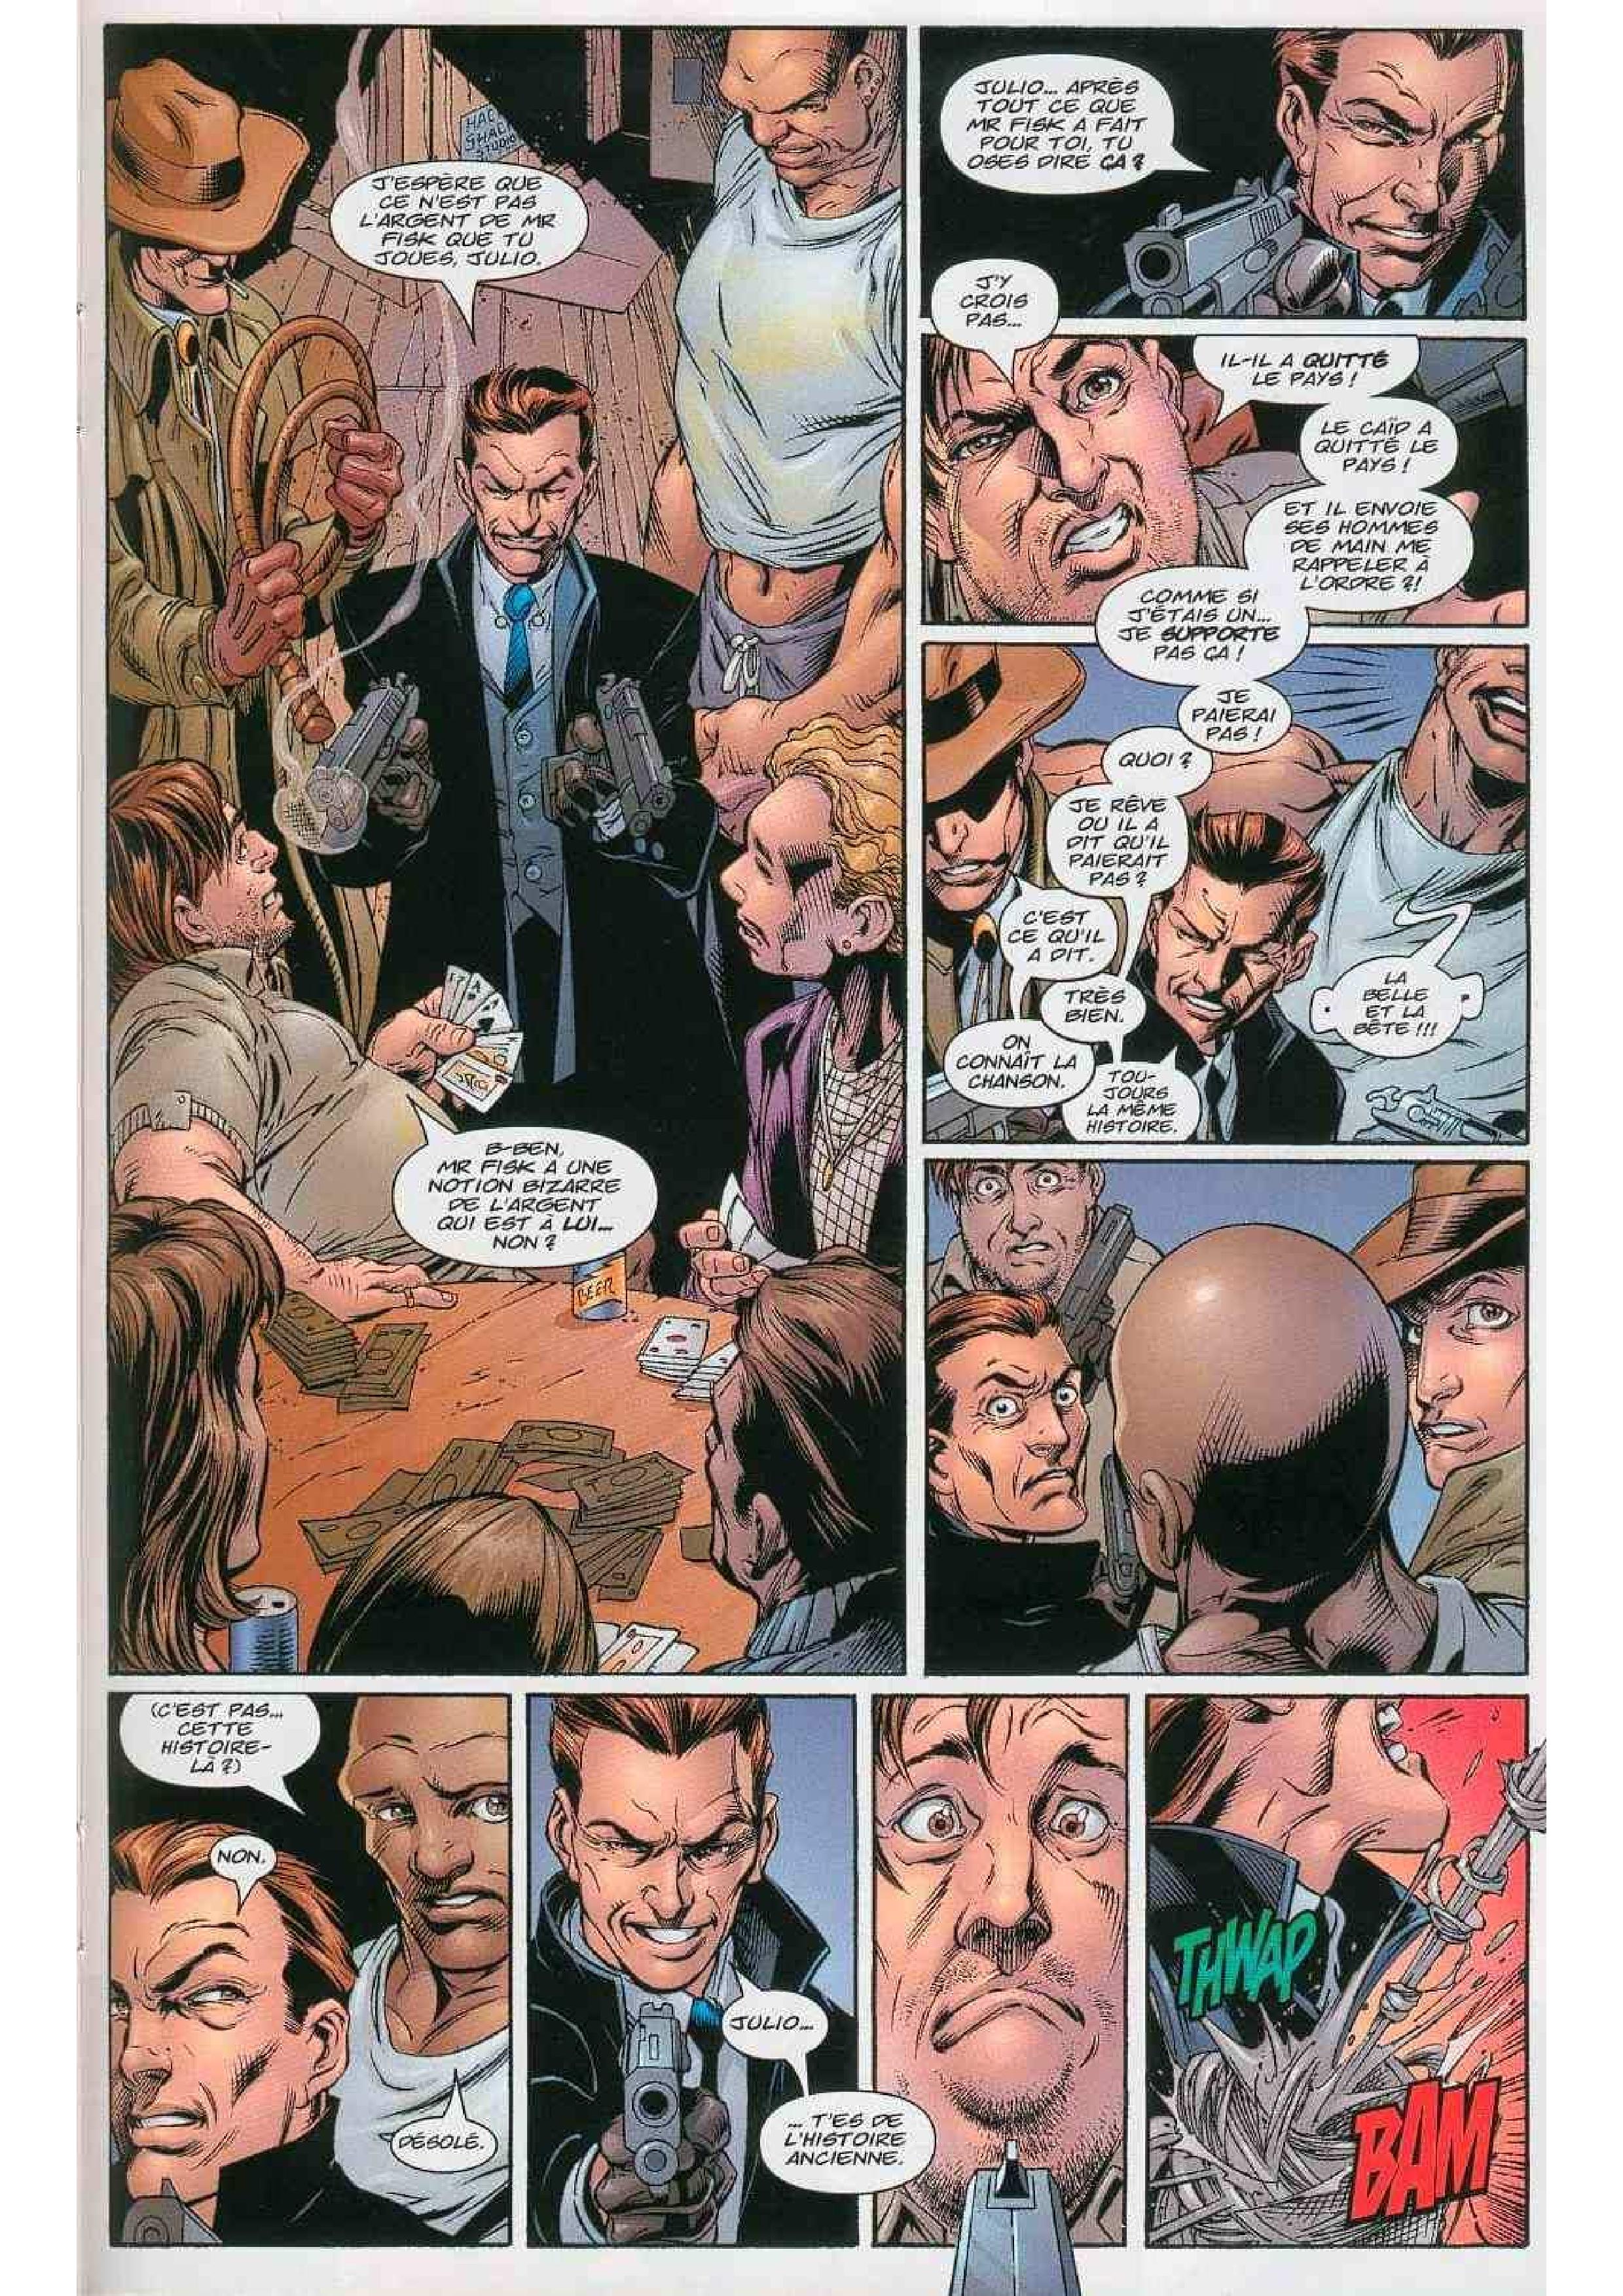 HAC
SHAC
STUDIO
J'ESPÈRE QUE
CE N'EST PAS
L'ARGENT DE MR
FISK QUE TU
JOUES, JULIO.
B-BEN,
MR FISK A UNE
NOTION BIZARRE
DE L'ARGENT
QUI EST À LUI...
NON ?
BEER
JULIO... APRÈS
TOUT CE QUE
MR FISK A FAIT
POUR TOI, TU
OSES DIRE ÇA ?
J'Y
CROIS
PAS...
IL-IL A QUITTÉ
LE PAYS !
LE CAÏD A
QUITTÉ LE
PAYS !
ET IL ENVOIE
SES HOMMES
DE MAIN ME
RAPPELER À
L'ORDRE ?!
COMME SI
J'ÉTAIS UN...
JE SUPPORTE
PAS ÇA !
JE
PAIERAI
PAS !
QUOI ?
JE RÊVE
OU IL A
DIT QU'IL
PAIERAIT
PAS ?
C'EST
CE QU'IL
A DIT.
TRÈS
BIEN.
ON
CONNAÎT LA
CHANSON.
TOU-
JOURS
LA MÊME
HISTOIRE.
LA
BELLE
ET LA
BÊTE !!!
(C'EST PAS...
CETTE
HISTOIRE-
LÀ ?)
NON.
DÉSOLÉ.
JULIO...
... T'ES DE
L'HISTOIRE
ANCIENNE.
THWAP
BAM